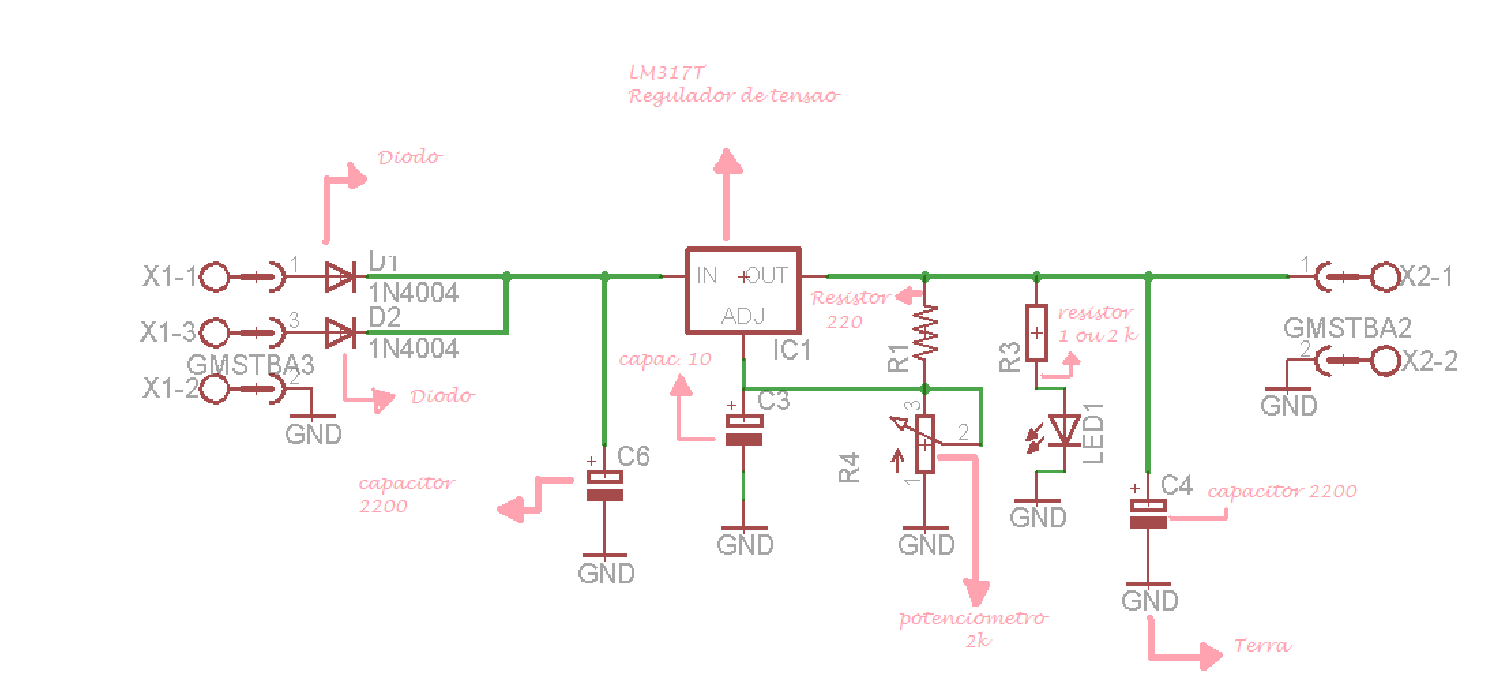 LM317T
Regulador de tensao
Diodo
X1-1
1
D1
1N4004
X1-3
3
D2
1N4004
GMSTBA3
X1-2
2
GND
Diodo
IN
+OUT
ADJ
IC1
Resistor
220
R1
resistor
1 ou 2 k
R3
1
X2-1
GMSTBA2
2
X2-2
GND
capac. 10
+
C3
GND
3
2
1
R4
GND
LED1
GND
+
C6
capacitor
2200
GND
+
C4
capacitor 2200
GND
potenciometro
2k
Terra